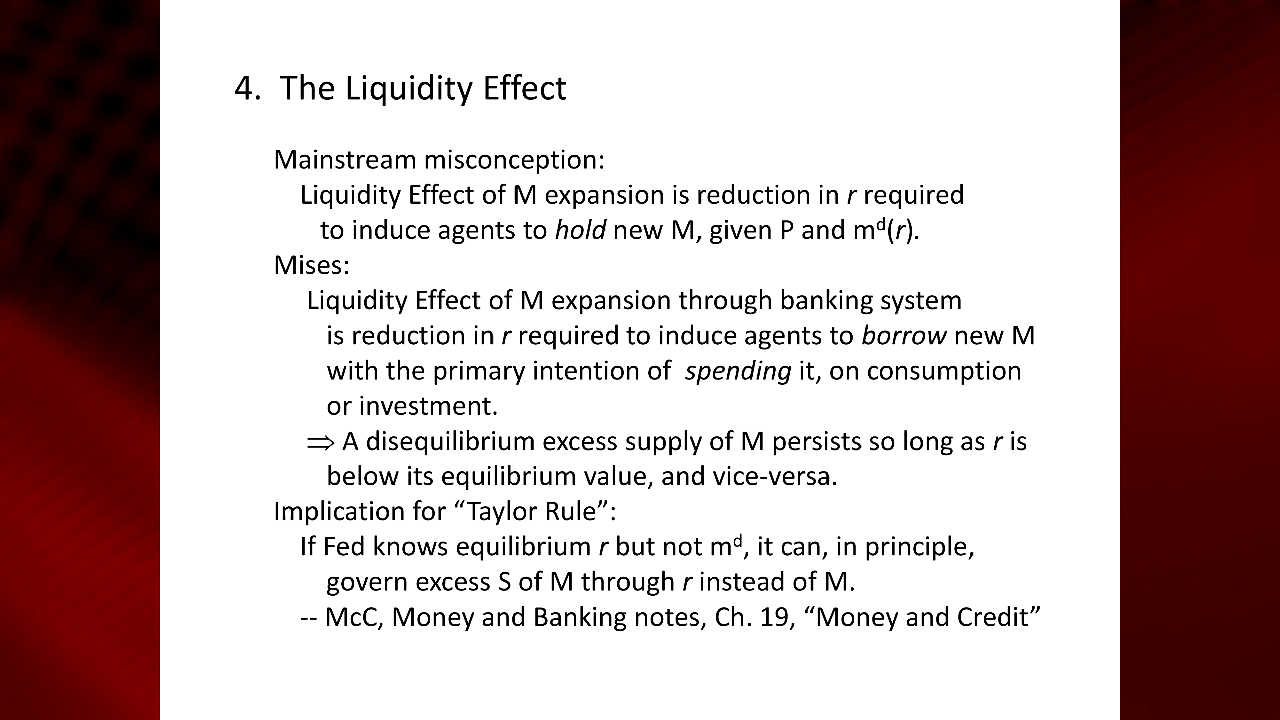 4. The Liquidity Effect
Mainstream misconception:
Liquidity Effect of M expansion is reduction in r required
to induce agents to hold new M, given P and mᵈ(r).
Mises:
Liquidity Effect of M expansion through banking system
is reduction in r required to induce agents to borrow new M
with the primary intention of spending it, on consumption
or investment.
⇒ A disequilibrium excess supply of M persists so long as r is
below its equilibrium value, and vice-versa.
Implication for “Taylor Rule”:
If Fed knows equilibrium r but not mᵈ, it can, in principle,
govern excess S of M through r instead of M.
-- McC, Money and Banking notes, Ch. 19, “Money and Credit”